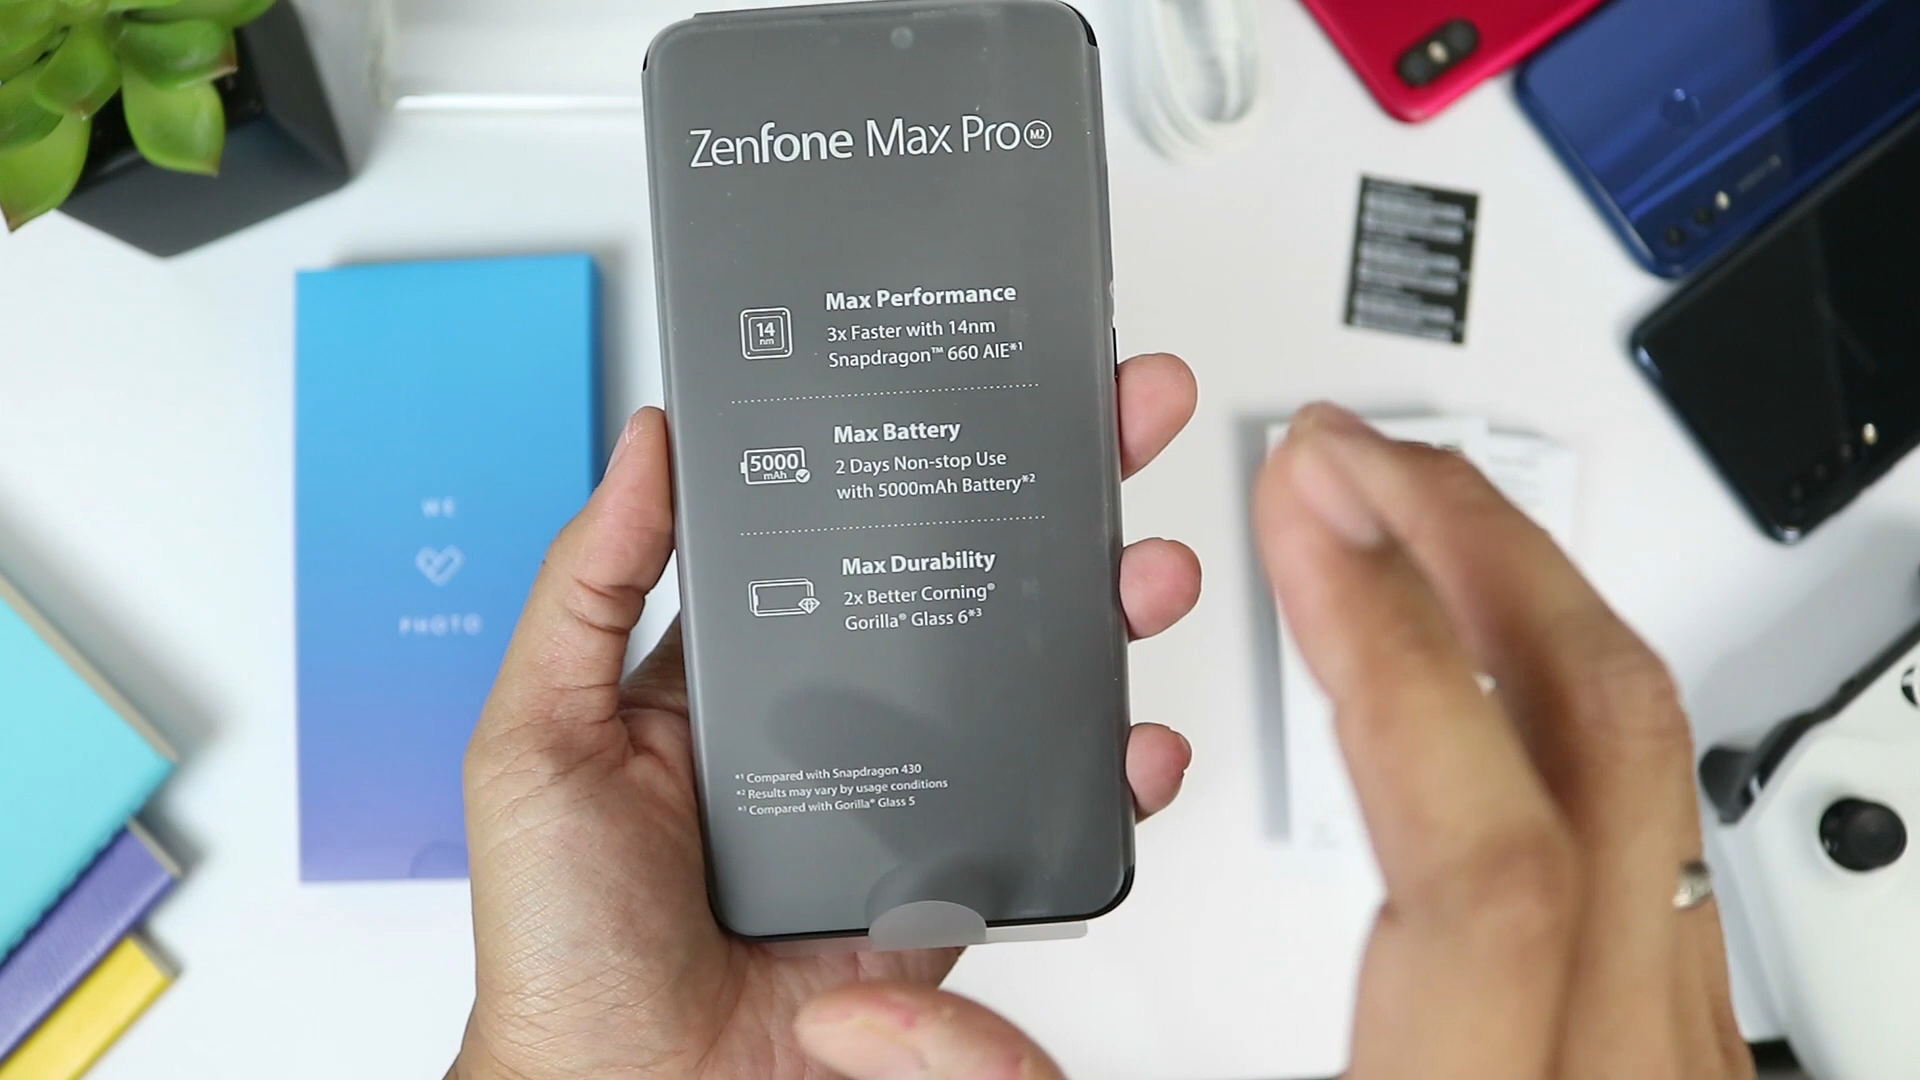 Zenfone Max Pro M2
14
nm
Max Performance
3x Faster with 14nm
Snapdragon™ 660 AIE*1
5000
mAh
Max Battery
2 Days Non-stop Use
with 5000mAh Battery*2
Max Durability
2x Better Corning®
Gorilla® Glass 6*3
*1 Compared with Snapdragon 430
*2 Results may vary by usage conditions
*3 Compared with Gorilla® Glass 5
WE
PHOTO